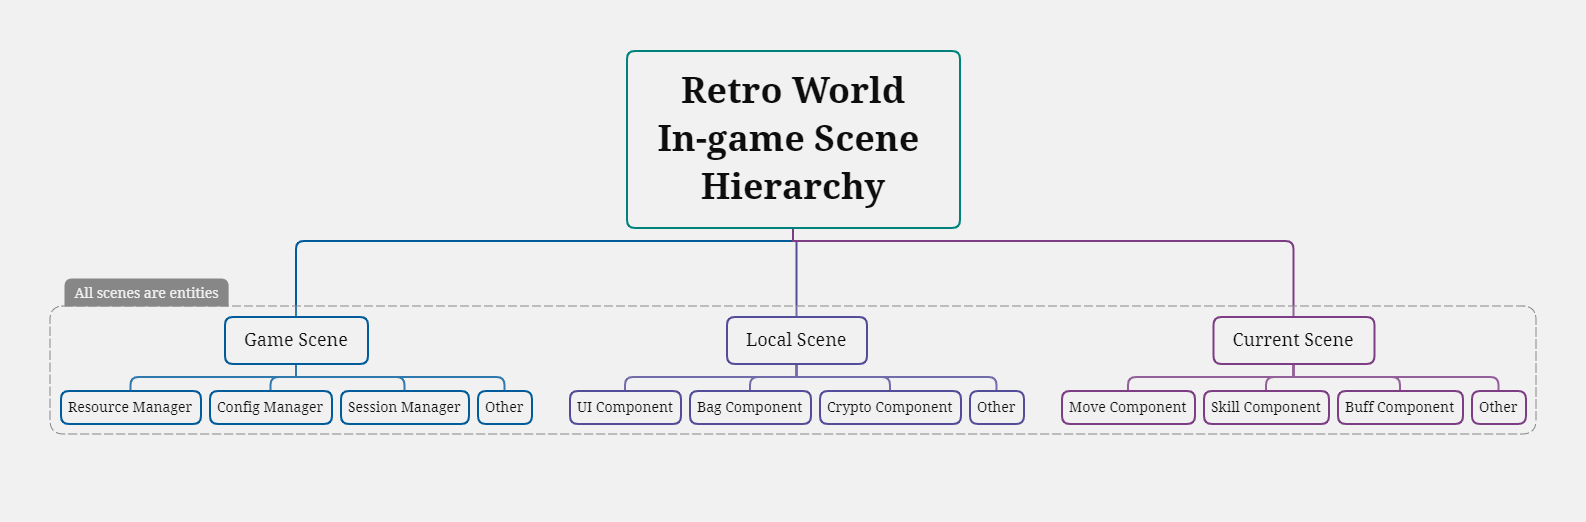 Retro World
In-game Scene
Hierarchy
All scenes are entities
Game Scene
Local Scene
Current Scene
Resource Manager
Config Manager
Session Manager
Other
UI Component
Bag Component
Crypto Component
Other
Move Component
Skill Component
Buff Component
Other